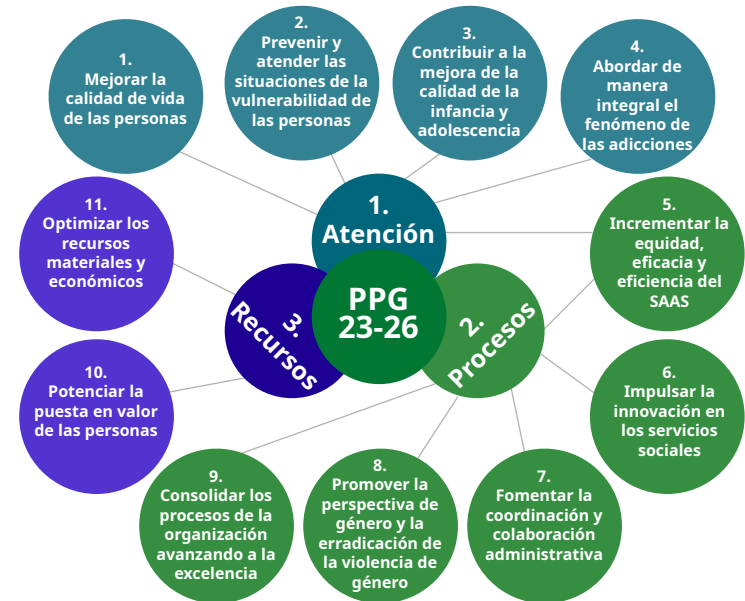 1.
Mejorar la
calidad de vida
de las personas
2.
Prevenir y
atender las
situaciones de la
vulnerabilidad de
las personas
3.
Contribuir a la
mejora de la
calidad de la
infancia y
adolescencia
4.
Abordar de
manera
integral el
fenómeno de
las adicciones
11.
Optimizar los
recursos
materiales y
económicos
1.
Atención
5.
Incrementar la
equidad,
eficacia y
eficiencia del
SAAS
3.
Recursos
PPG
23-26
2.
Procesos
10.
Potenciar la
puesta en valor
de las personas
6.
Impulsar la
innovación en
los servicios
sociales
9.
Consolidar los
procesos de la
organización
avanzando a la
excelencia
8.
Promover la
perspectiva de
género y la
erradicación de
la violencia de
género
7.
Fomentar la
coordinación y
colaboración
administrativa